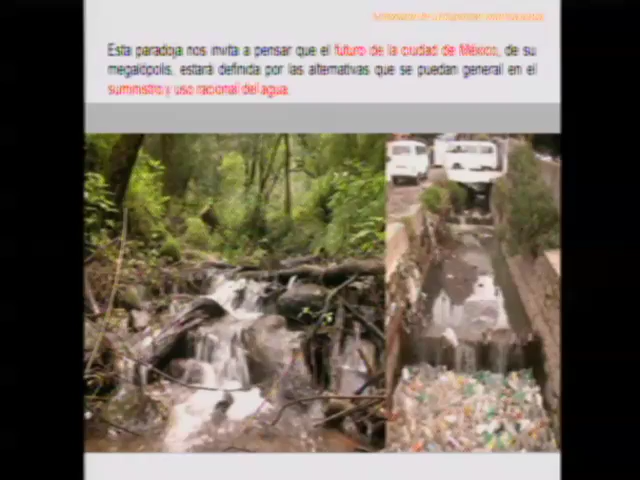 Esta paradoja nos invita a pensar que el futuro de la ciudad de México, de su
megalópolis, estará definida por las alternativas que se puedan general en el
suministro y uso racional del agua.